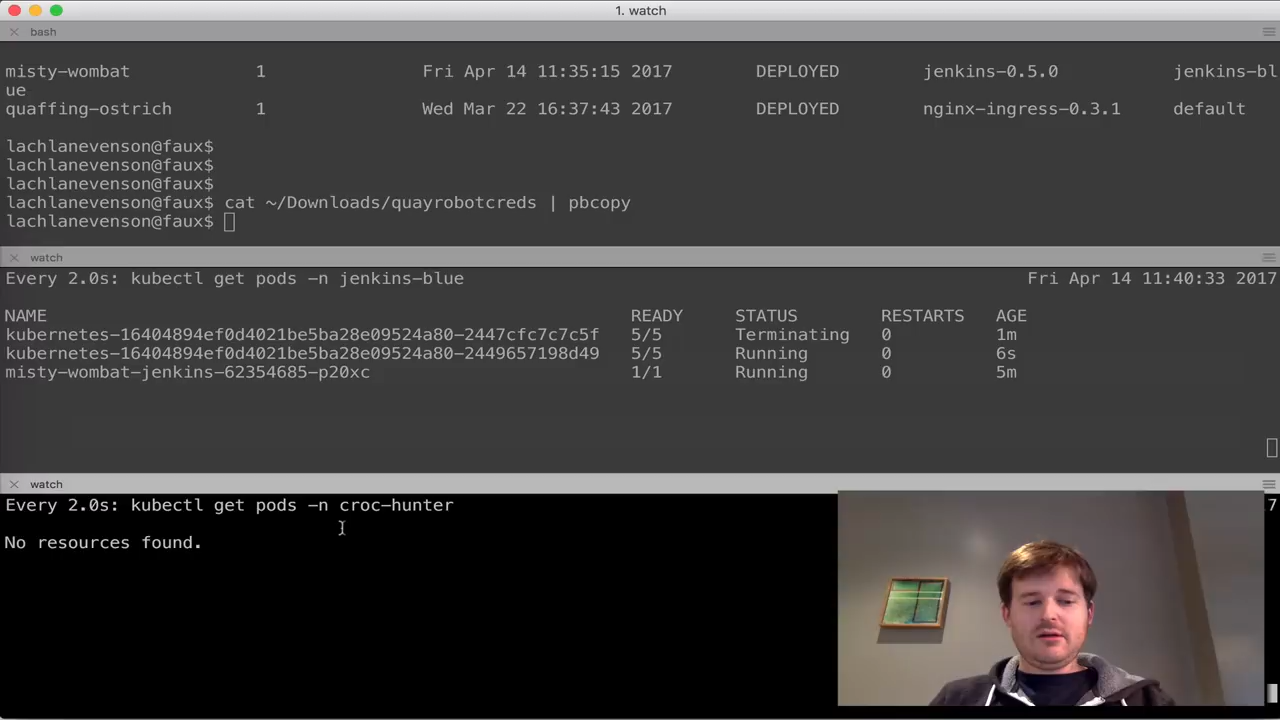 1. watch
bash
misty-wombat 1 Fri Apr 14 11:35:15 2017 DEPLOYED jenkins-0.5.0 jenkins-bl
ue
quaffing-ostrich 1 Wed Mar 22 16:37:43 2017 DEPLOYED nginx-ingress-0.3.1 default
lachlanevenson@faux$
lachlanevenson@faux$
lachlanevenson@faux$
lachlanevenson@faux$ cat ~/Downloads/quayrobotcreds | pbcopy
lachlanevenson@faux$
watch
Every 2.0s: kubectl get pods -n jenkins-blue Fri Apr 14 11:40:33 2017
NAME READY STATUS RESTARTS AGE
kubernetes-16404894ef0d4021be5ba28e09524a80-2447cfc7c7c5f 5/5 Terminating 0 1m
kubernetes-16404894ef0d4021be5ba28e09524a80-2449657198d49 5/5 Running 0 6s
misty-wombat-jenkins-62354685-p20xc 1/1 Running 0 5m
watch
Every 2.0s: kubectl get pods -n croc-hunter 7
No resources found.